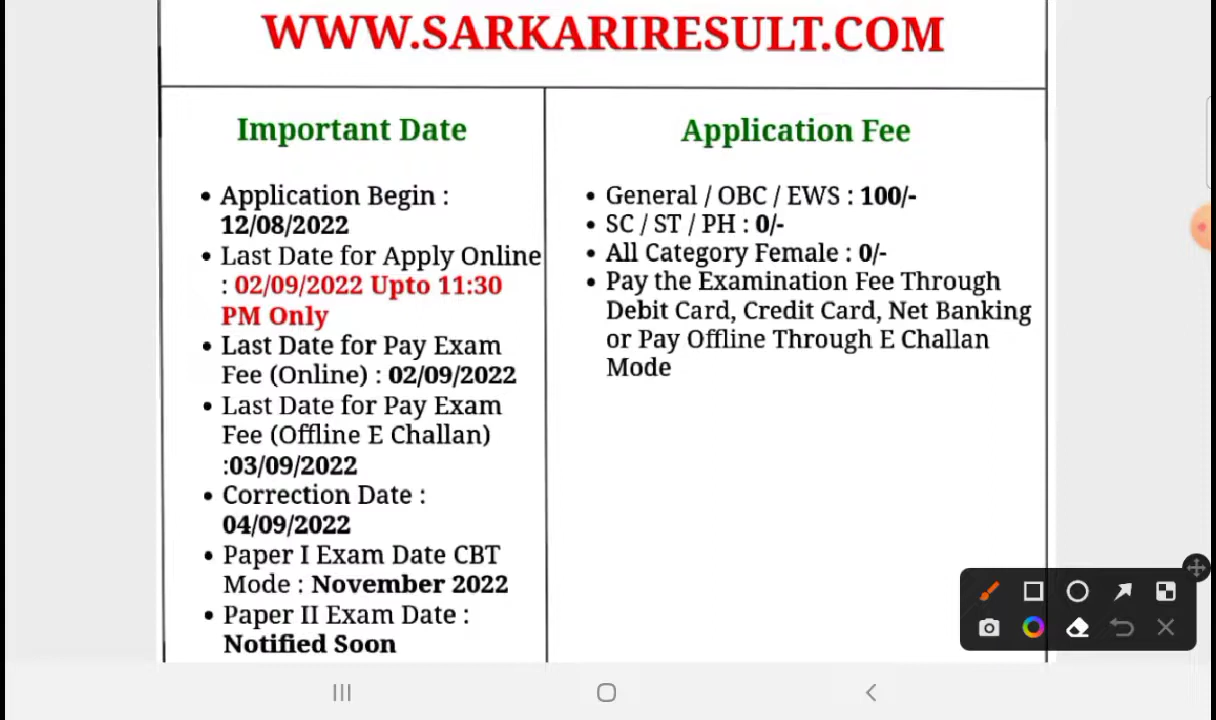 WWW.SARKARIRESULT.COM
Important Date
• Application Begin :
12/08/2022
• Last Date for Apply Online
: 02/09/2022 Upto 11:30
PM Only
• Last Date for Pay Exam
Fee (Online) : 02/09/2022
• Last Date for Pay Exam
Fee (Offline E Challan)
:03/09/2022
• Correction Date :
04/09/2022
• Paper I Exam Date CBT
Mode : November 2022
• Paper II Exam Date :
Notified Soon
Application Fee
• General / OBC / EWS : 100/-
• SC / ST / PH : 0/-
• All Category Female : 0/-
• Pay the Examination Fee Through
Debit Card, Credit Card, Net Banking
or Pay Offline Through E Challan
Mode